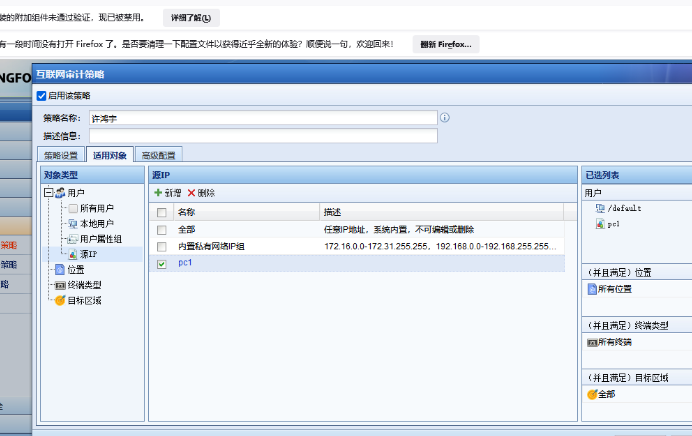 装的附加组件未通过验证，现已被禁用。 详细了解(L)
有一段时间没有打开 Firefox 了。是否要清理一下配置文件以获得近乎全新的体验？顺便说一句，欢迎回来！ 翻新 Firefox...
NGFO
互联网审计策略
启用该策略
策略名称： 许鸿宇
描述信息：
策略设置 适用对象 高级配置
对象类型
用户
所有用户
本地用户
用户属性组
源IP
位置
终端类型
目标区域
策略
策略
略
源IP
新增 删除
名称 描述
全部 任意IP地址，系统内置，不可编辑或删除
内置私有网络IP组 172.16.0.0-172.31.255.255, 192.168.0.0-192.168.255.255...
pc1
已选列表
用户
/default
pc1
（并且满足）位置
所有位置
（并且满足）终端类型
所有终端
（并且满足）目标区域
全部